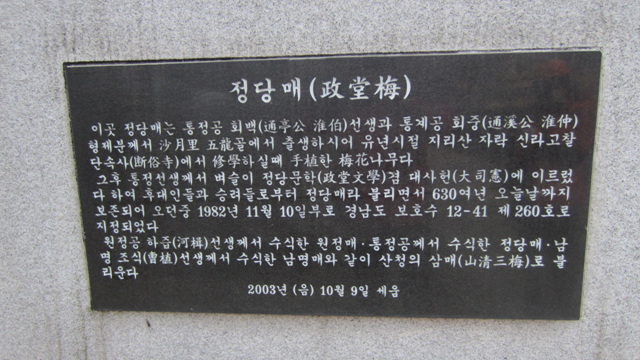 정당매(政堂梅)
이곳 정당매는 통정공 회백(通亭公 淮伯)선생과 통계공 회중(通溪公 淮仲)
형제분께서 沙月里 五龍골에서 출생하시어 유년시절 지리산 자락 신라고찰
단속사(断俗寺)에서 修學하실때 手植한 梅花나무다
그후 통정선생께서 벼슬이 정당문학(政堂文學)겸 대사헌(大司憲)에 이르렀
다 하여 후대인들과 승려들로부터 정당매라 불리면서 630여년 오늘날까지
보존되어 오던중 1982년 11월 10일부로 경남도 보호수 12-41 제260호로
지정되었다
원정공 하즙(河楫)선생께서 수식한 원정매·통정공께서 수식한 정당매·남
명 조식(曺植)선생께서 수식한 남명매와 같이 산청의 삼매(山清三梅)로 불
리운다
2003년 (음) 10월 9일 세움